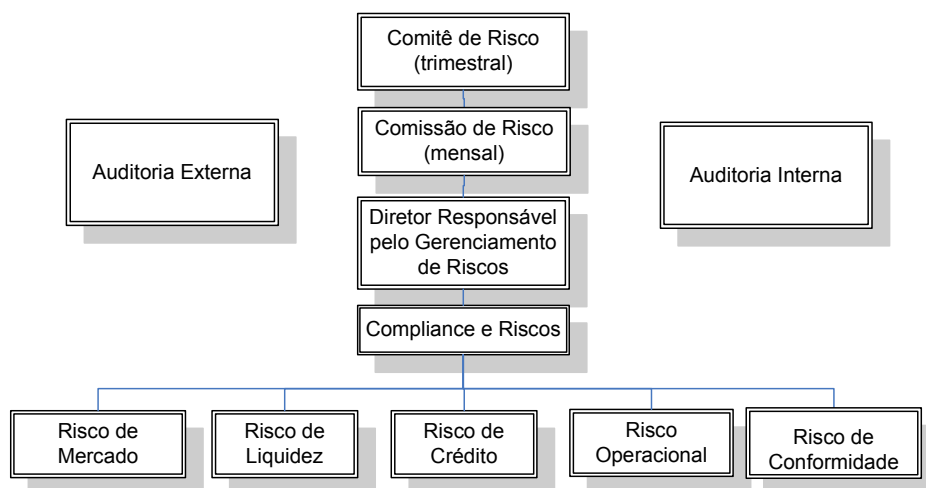 Comitê de Risco
(trimestral)
Comissão de Risco
(mensal)
Auditoria Externa
Auditoria Interna
Diretor Responsável
pelo Gerenciamento
de Riscos
Compliance e Riscos
Risco de
Mercado
Risco de
Liquidez
Risco de
Crédito
Risco
Operacional
Risco de
Conformidade